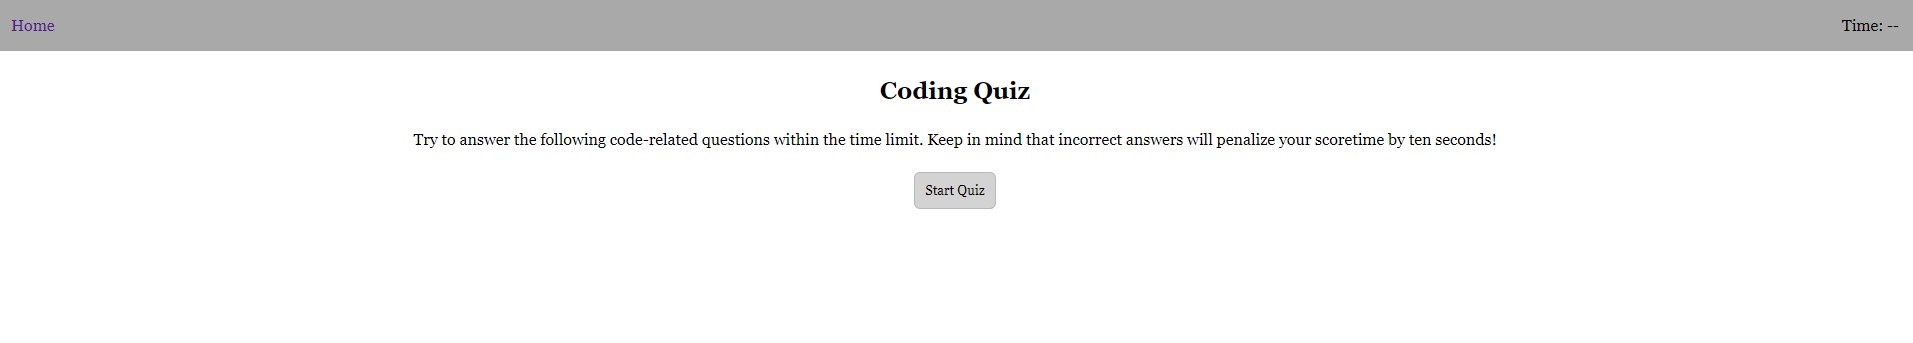 Home
Time: --
Coding Quiz
Try to answer the following code-related questions within the time limit. Keep in mind that incorrect answers will penalize your scoretime by ten seconds!
Start Quiz